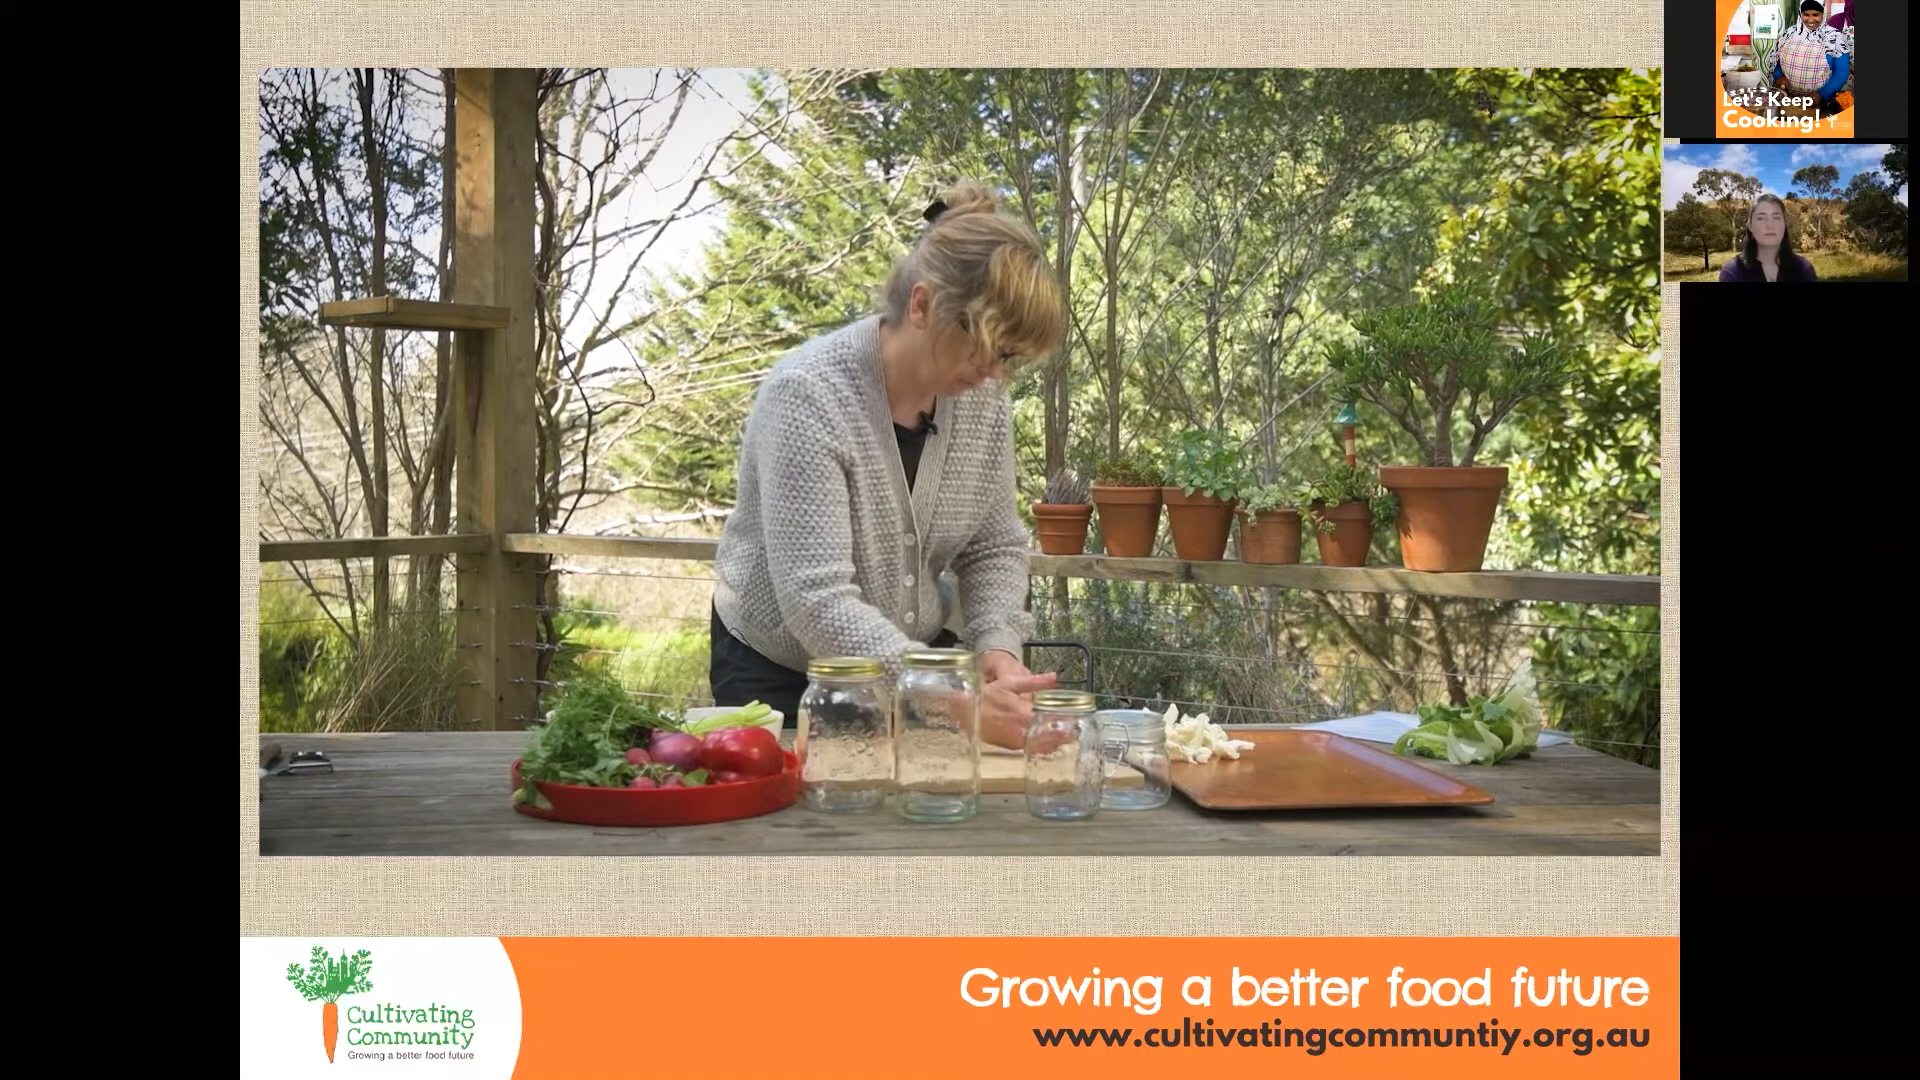 Let's Keep
Cooking!
Cultivating
Community
Growing a better food future
Growing a better food future
www.cultivatingcommuntiy.org.au